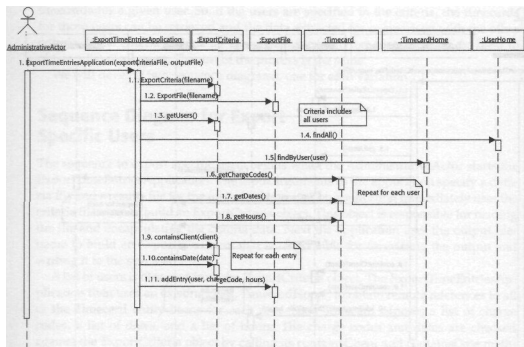 :ExportTimeEntriesApplication
:ExportCriteria
:ExportFile
:Timecard
:TimecardHome
:UserHome
AdministrativeActor
1. ExportTimeEntriesApplication(exportCriteriaFile, outputFile)
1.1. ExportCriteria(filename)
1.2. ExportFile(filename)
Criteria includes
all users
1.3. getUsers()
1.4. findAll()
1.5. findByUser(user)
1.6. getChargeCodes()
Repeat for each user
1.7. getDates()
1.8. getHours()
1.9. containsClient(client)
Repeat for each entry
1.10.containsDate(date)
1.11. addEntry(user, chargeCode, hours)